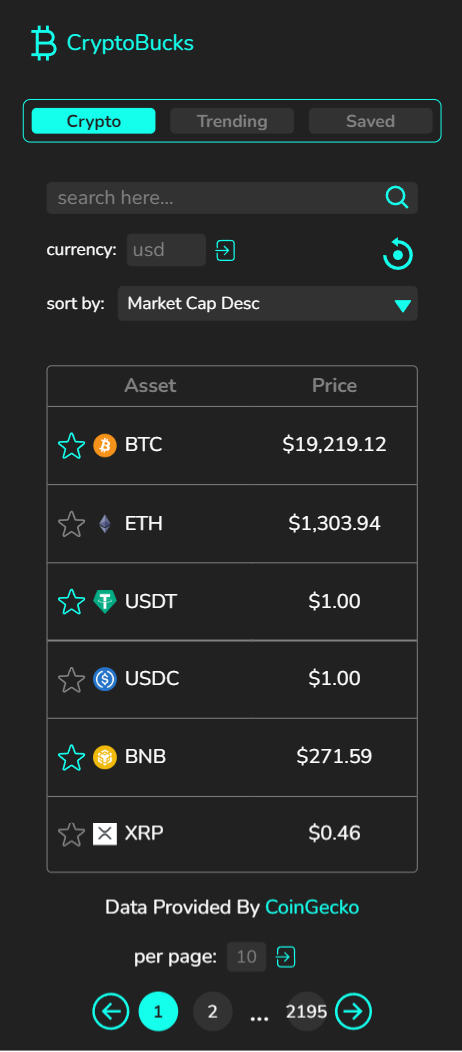 CryptoBucks
Crypto Trending Saved
search here...
currency: usd
sort by: Market Cap Desc
Asset Price
BTC $19,219.12
ETH $1,303.94
USDT $1.00
USDC $1.00
BNB $271.59
XRP $0.46
Data Provided By CoinGecko
per page: 10
1 2 ... 2195